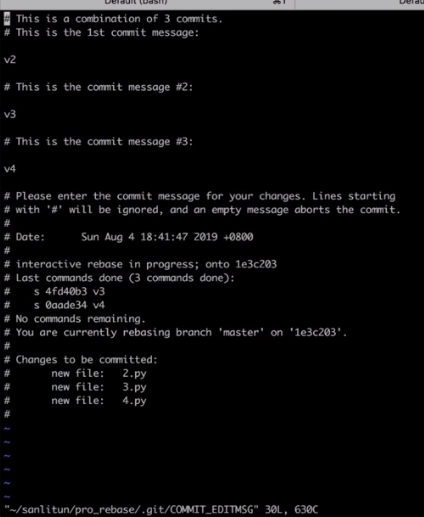 Default (bash)
⌘1
# This is a combination of 3 commits.
# This is the 1st commit message:
v2
# This is the commit message #2:
v3
# This is the commit message #3:
v4
# Please enter the commit message for your changes. Lines starting
# with '#' will be ignored, and an empty message aborts the commit.
#
# Date:      Sun Aug 4 18:41:47 2019 +0800
#
# interactive rebase in progress; onto 1e3c203
# Last commands done (3 commands done):
#    s 4fd40b3 v3
#    s 0aade34 v4
# No commands remaining.
# You are currently rebasing branch 'master' on '1e3c203'.
#
# Changes to be committed:
#       new file:   2.py
#       new file:   3.py
#       new file:   4.py
#
~
~
~
~
~
~
"~/sanlitun/pro_rebase/.git/COMMIT_EDITMSG" 30L, 630C